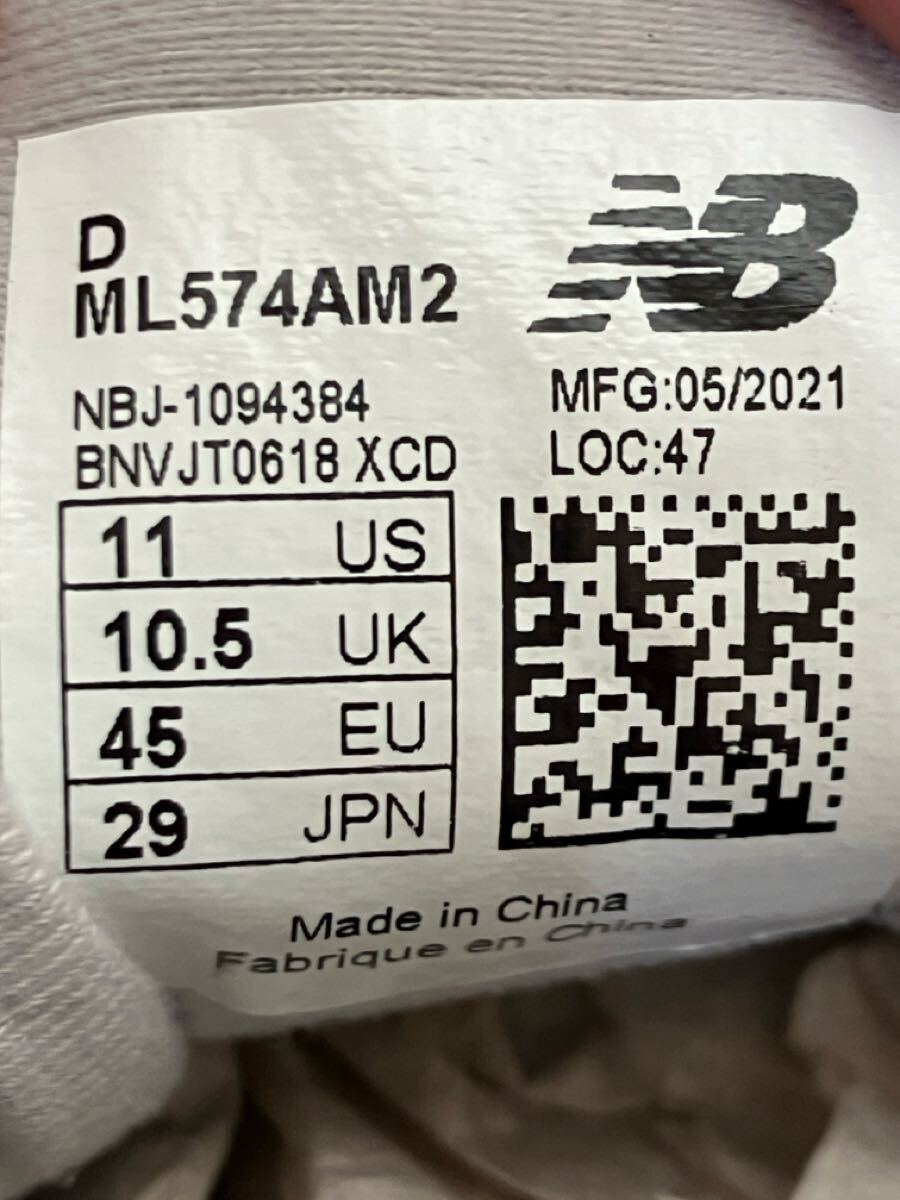 D
ML574AM2
NB
NBJ-1094384
BNVJT0618 XCD
MFG:05/2021
LOC:47
11 US
10.5 UK
45 EU
29 JPN
Made in China
Fabrique en China